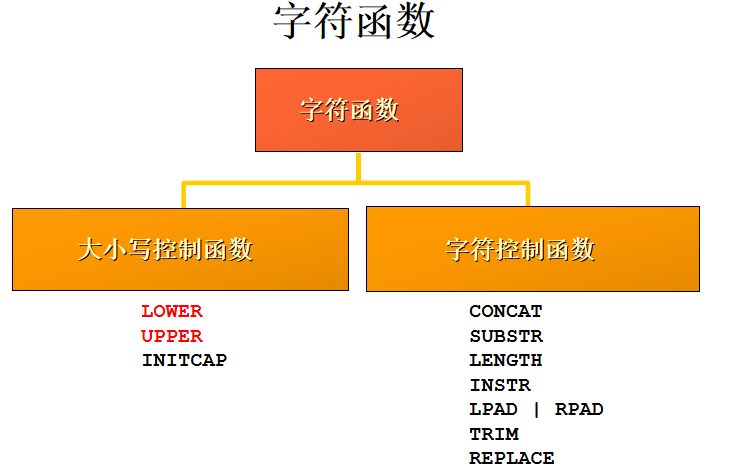 字符函数
字符函数
大小写控制函数
字符控制函数
LOWER
UPPER
INITCAP
CONCAT
SUBSTR
LENGTH
INSTR
LPAD | RPAD
TRIM
REPLACE